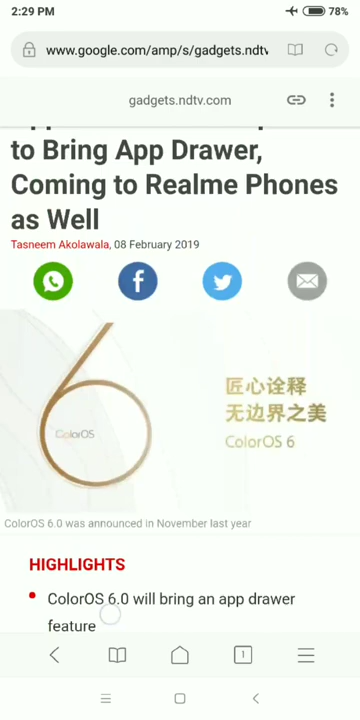 2:29 PM 78%
www.google.com/amp/s/gadgets.ndtv
gadgets.ndtv.com
to Bring App Drawer,
Coming to Realme Phones
as Well
Tasneem Akolawala, 08 February 2019
ColorOS
匠心诠释
无边界之美
ColorOS 6
ColorOS 6.0 was announced in November last year
HIGHLIGHTS
ColorOS 6.0 will bring an app drawer
feature
1